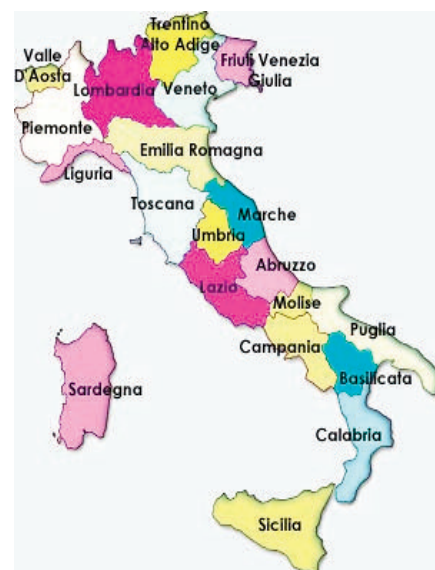 Trentino
Alto Adige
Valle
D'Aosta
Friuli Venezia
Giulia
Lombardia
Veneto
Piemonte
Emilia Romagna
Liguria
Toscana
Marche
Umbria
Abruzzo
Lazio
Molise
Puglia
Campania
Basilicata
Sardegna
Calabria
Sicilia